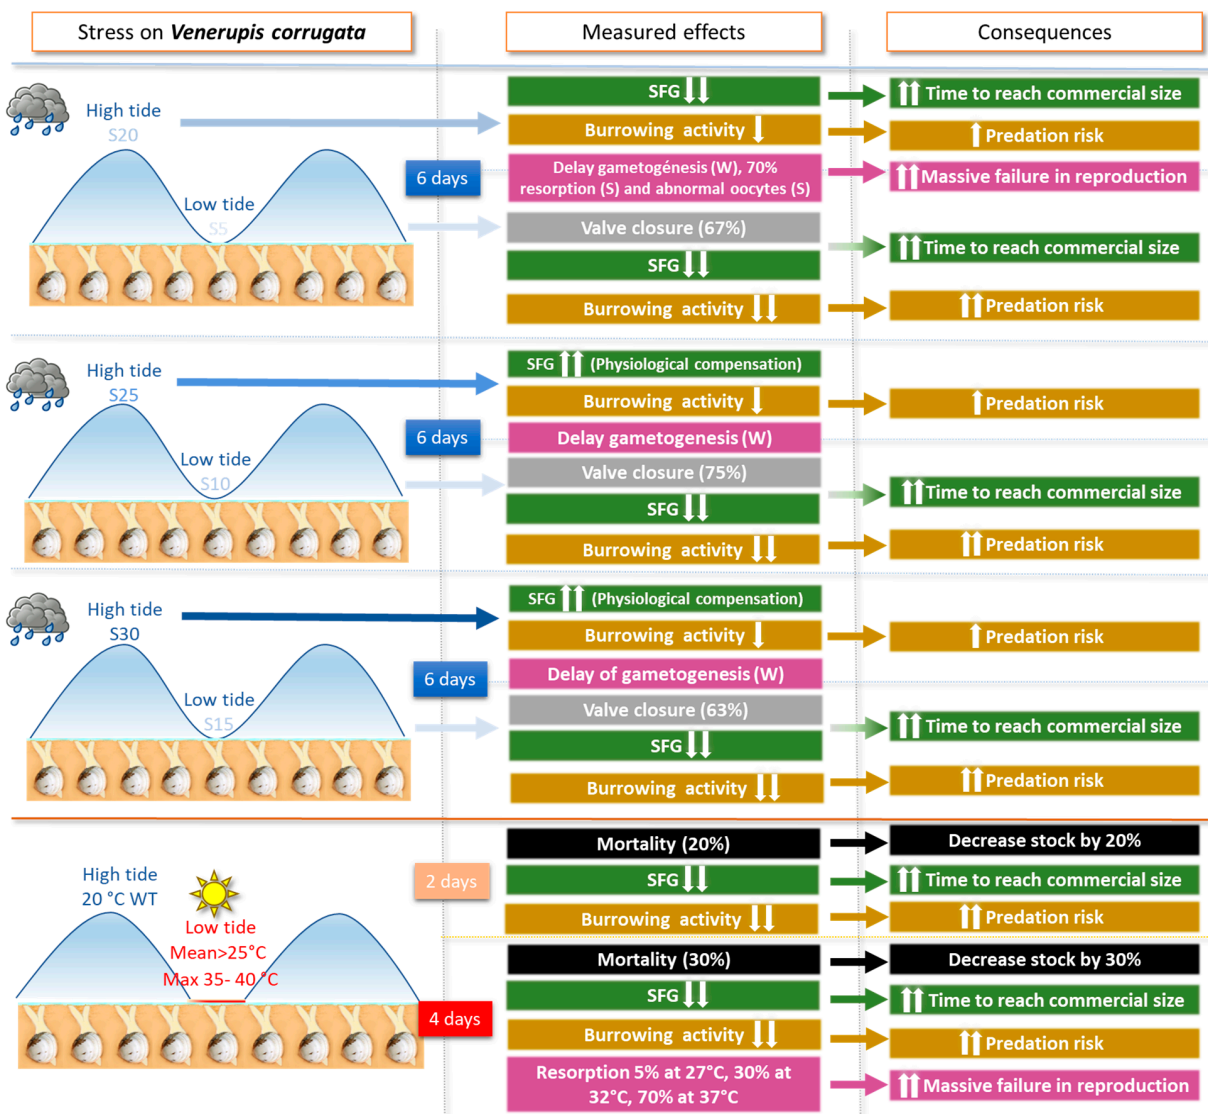 Stress on Venerupis corrugata
Measured effects
Consequences
High tide
S20
Low tide
S5
6 days
SFG ↓↓
Burrowing activity ↓
Delay gametogénesis (W), 70%
resorption (S) and abnormal oocytes (S)
Valve closure (67%)
SFG ↓↓
Burrowing activity ↓↓
↑↑ Time to reach commercial size
↑ Predation risk
↑↑ Massive failure in reproduction
↑↑ Time to reach commercial size
↑↑ Predation risk
High tide
S25
Low tide
S10
6 days
SFG ↑↑ (Physiological compensation)
Burrowing activity ↓
Delay gametogenesis (W)
Valve closure (75%)
SFG ↓↓
Burrowing activity ↓↓
↑ Predation risk
↑↑ Time to reach commercial size
↑↑ Predation risk
High tide
S30
Low tide
S15
6 days
SFG ↑↑ (Physiological compensation)
Burrowing activity ↓
Delay of gametogenesis (W)
Valve closure (63%)
SFG ↓↓
Burrowing activity ↓↓
↑ Predation risk
↑↑ Time to reach commercial size
↑↑ Predation risk
High tide
20 °C WT
Low tide
Mean>25°C
Max 35- 40 °C
2 days
Mortality (20%)
SFG ↓↓
Burrowing activity ↓↓
Decrease stock by 20%
↑↑ Time to reach commercial size
↑↑ Predation risk
4 days
Mortality (30%)
SFG ↓↓
Burrowing activity ↓↓
Resorption 5% at 27°C, 30% at
32°C, 70% at 37°C
Decrease stock by 30%
↑↑ Time to reach commercial size
↑↑ Predation risk
↑↑ Massive failure in reproduction